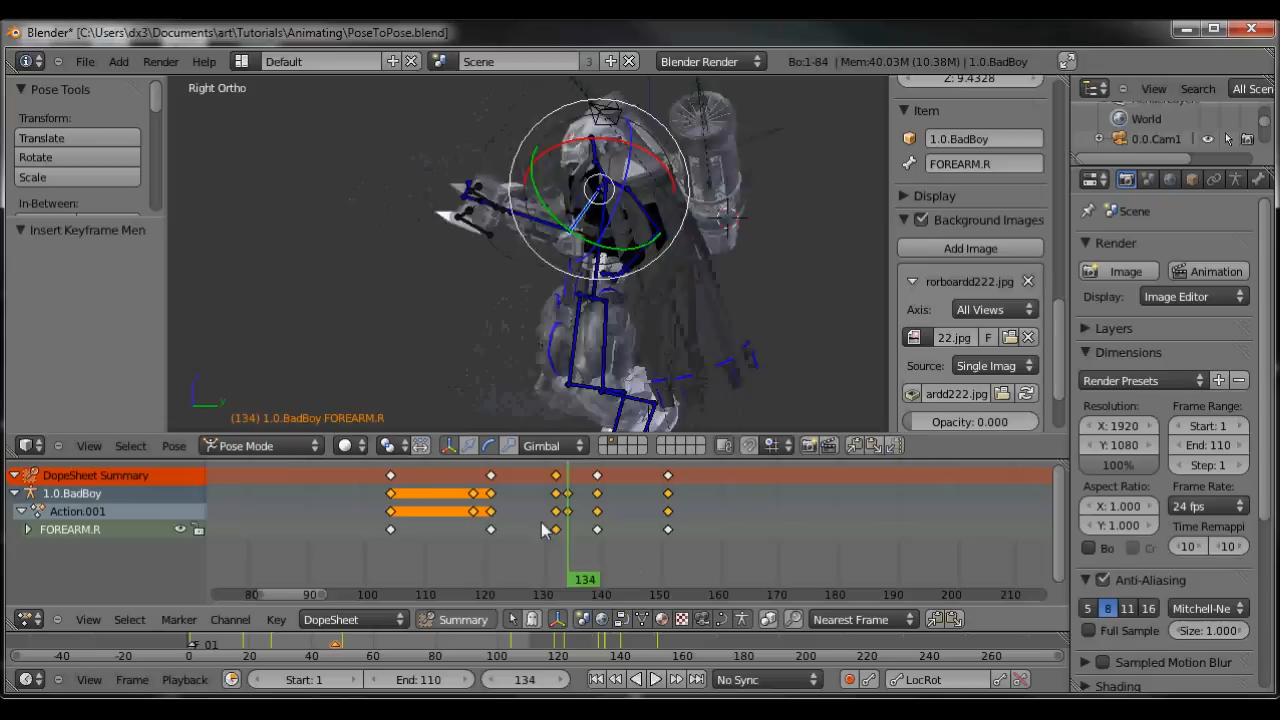 Blender* [C:\Users\dx3\Documents\art\Tutorials\Animating\PoseToPose.blend]
File Add Render Help Default Scene 3 Blender Render Bo:1-84 | Mem:40.03M (10.38M) | 1.0.BadBoy
Pose Tools
Transform:
Translate
Rotate
Scale
In-Between:
Insert Keyframe Men
Right Ortho
(134) 1.0.BadBoy FOREARM.R
Z: 9.4328
Item
1.0.BadBoy
FOREARM.R
Display
Background Images
Add Image
rorboardd222.jpg
Axis: All Views
22.jpg F
Source: Single Imag
ardd222.jpg
Opacity: 0.000
View Search All Scen
World
0.0.Cam1
Scene
Render
Image Animation
Display: Image Editor
Layers
Dimensions
Render Presets
Resolution: Frame Range:
X: 1920 Start: 1
Y: 1080 End: 110
100% Step: 1
Aspect Ratio: Frame Rate:
X: 1.000 24 fps
Y: 1.000 Time Remappi
Bo Cr 10 10
Anti-Aliasing
5 8 11 16 Mitchell-Ne
Full Sample Size: 1.000
Sampled Motion Blur
Shading
View Select Pose Pose Mode Gimbal
DopeSheet Summary
1.0.BadBoy
Action.001
FOREARM.R
134
80 90 100 110 120 130 140 150 160 170 180 190 200 210
View Select Marker Channel Key DopeSheet Summary Nearest Frame
F_01
-40 -20 0 20 40 60 80 100 120 140 160 180 200 220 240 260
View Frame Playback Start: 1 End: 110 134 No Sync LocRot